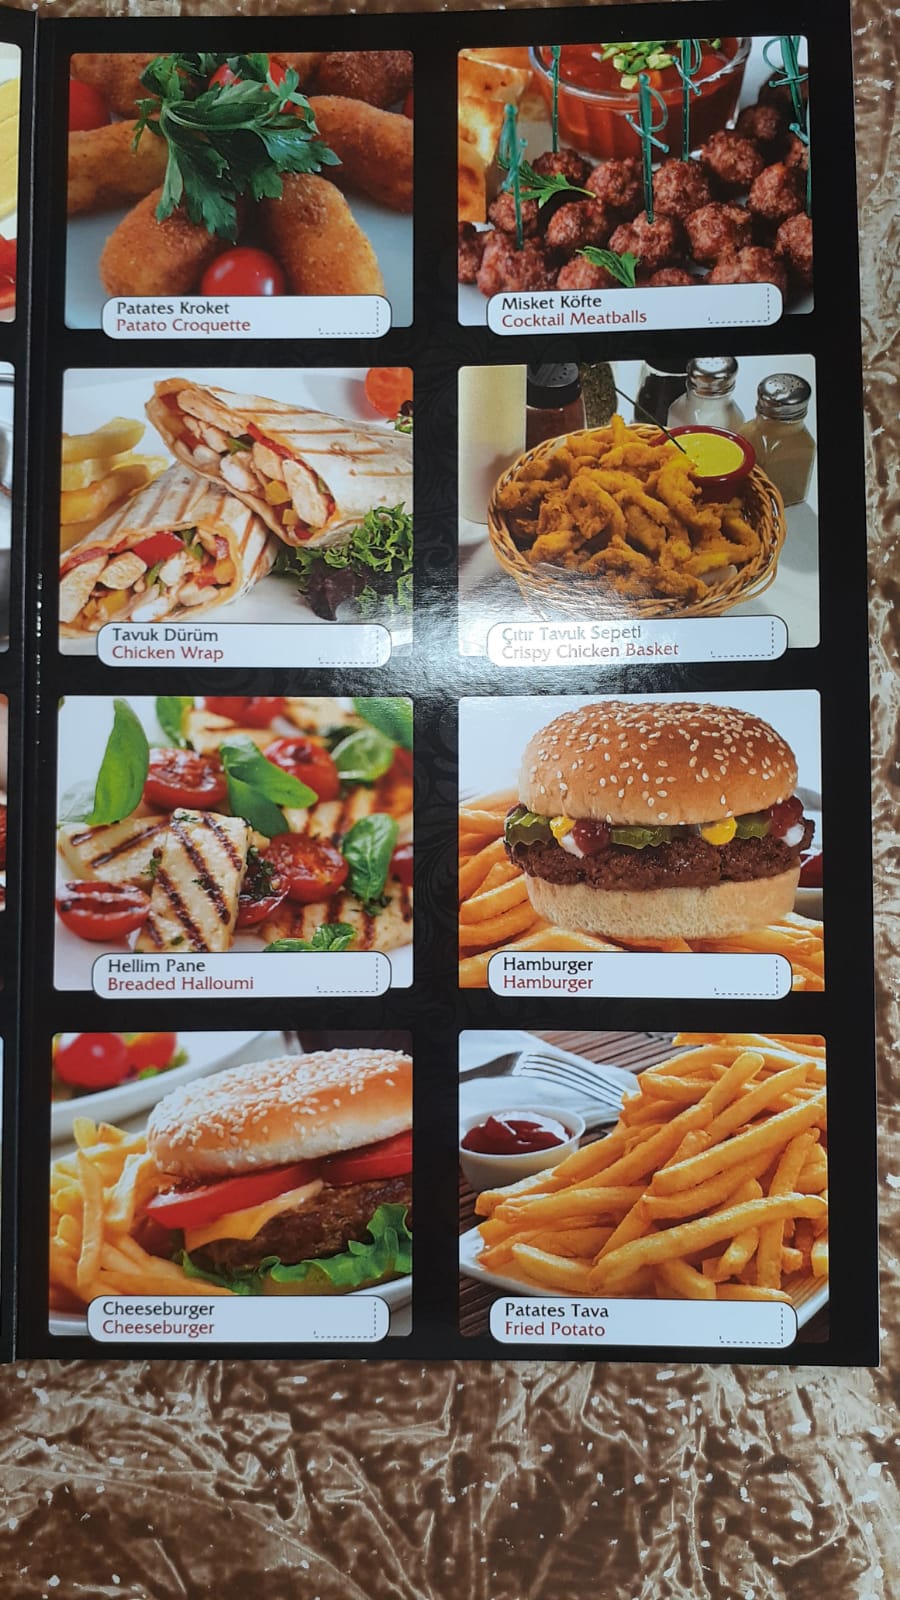 Patates Kroket
Patato Croquette
Misket Köfte
Cocktail Meatballs
Tavuk Dürüm
Chicken Wrap
Çıtır Tavuk Sepeti
Crispy Chicken Basket
Hellim Pane
Breaded Halloumi
Hamburger
Hamburger
Cheeseburger
Cheeseburger
Patates Tava
Fried Potato